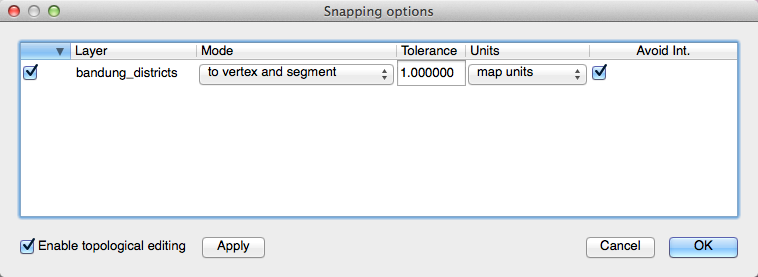 Snapping options
Layer Mode Tolerance Units Avoid Int.
bandung_districts to vertex and segment 1.000000 map units
Enable topological editing Apply Cancel OK